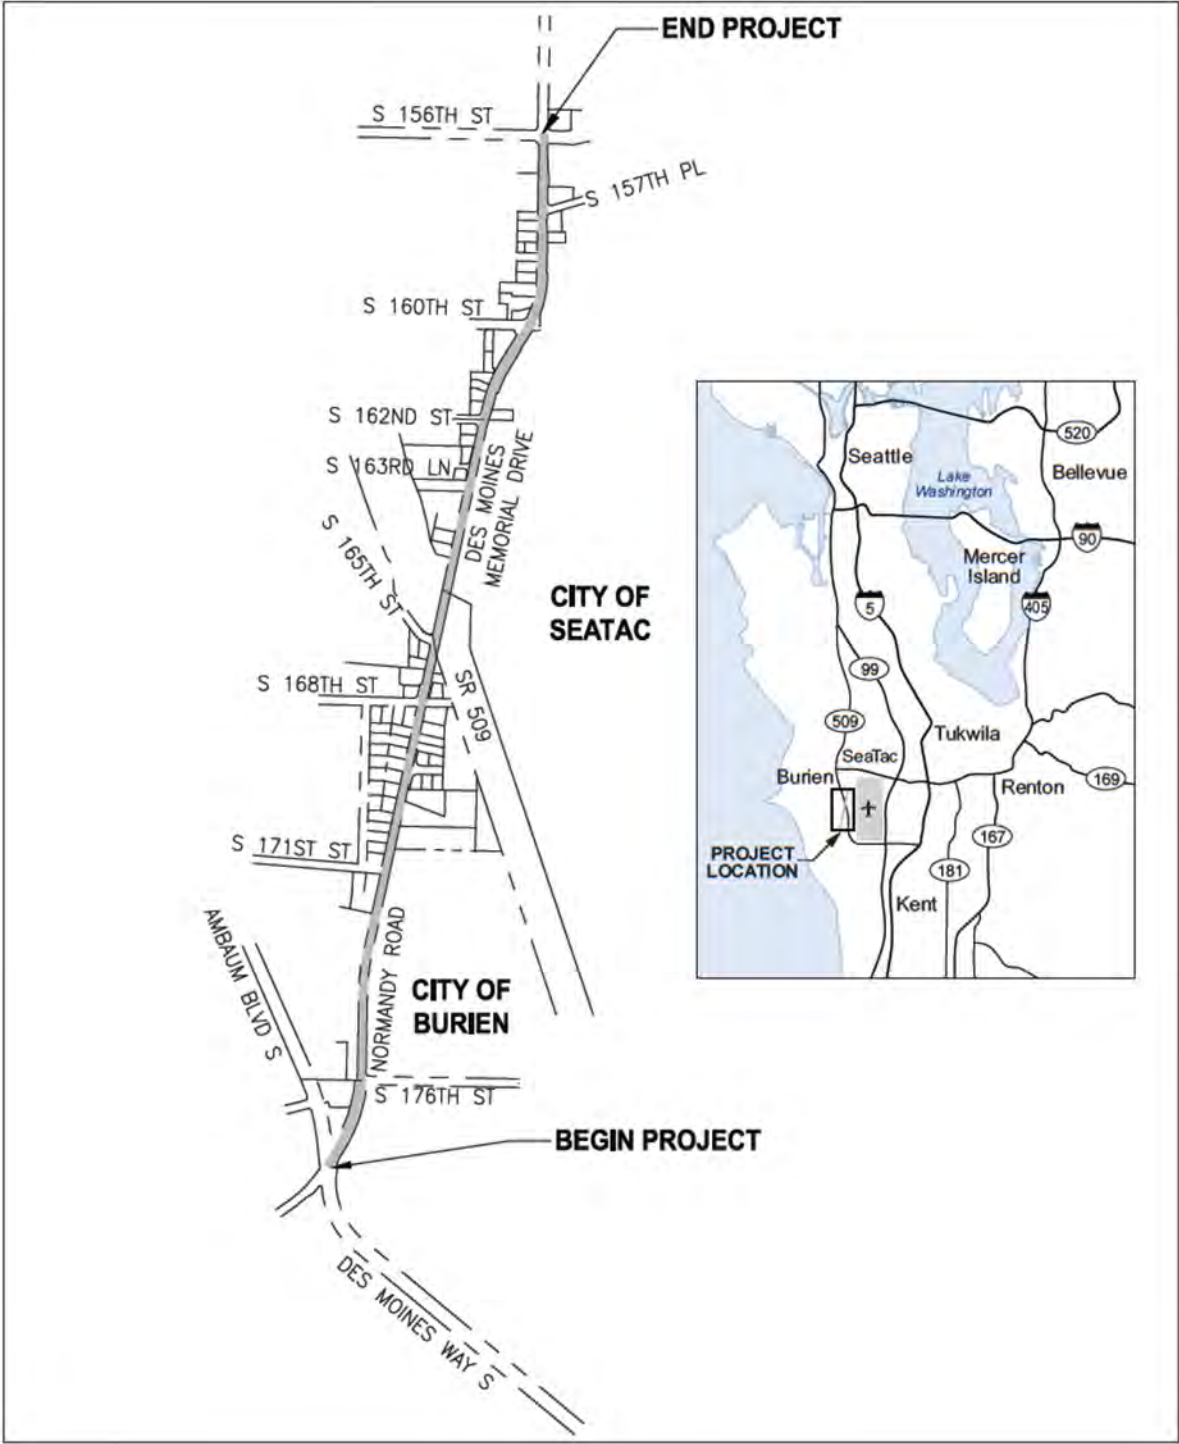 END PROJECT
S 156TH ST
S 157TH PL
S 160TH ST
S 162ND ST
S 163RD LN
DES MOINES
MEMORIAL DRIVE
S 165TH ST
CITY OF
SEATAC
S 168TH ST
SR 509
S 171ST ST
AMBAUM BLVD S
NORMANDY ROAD
CITY OF
BURIEN
S 176TH ST
BEGIN PROJECT
DES MOINES WAY S
520
Seattle
Bellevue
Lake
Washington
90
Mercer
Island
5
405
99
509
Tukwila
SeaTac
Burien
169
Renton
167
PROJECT
LOCATION
181
Kent